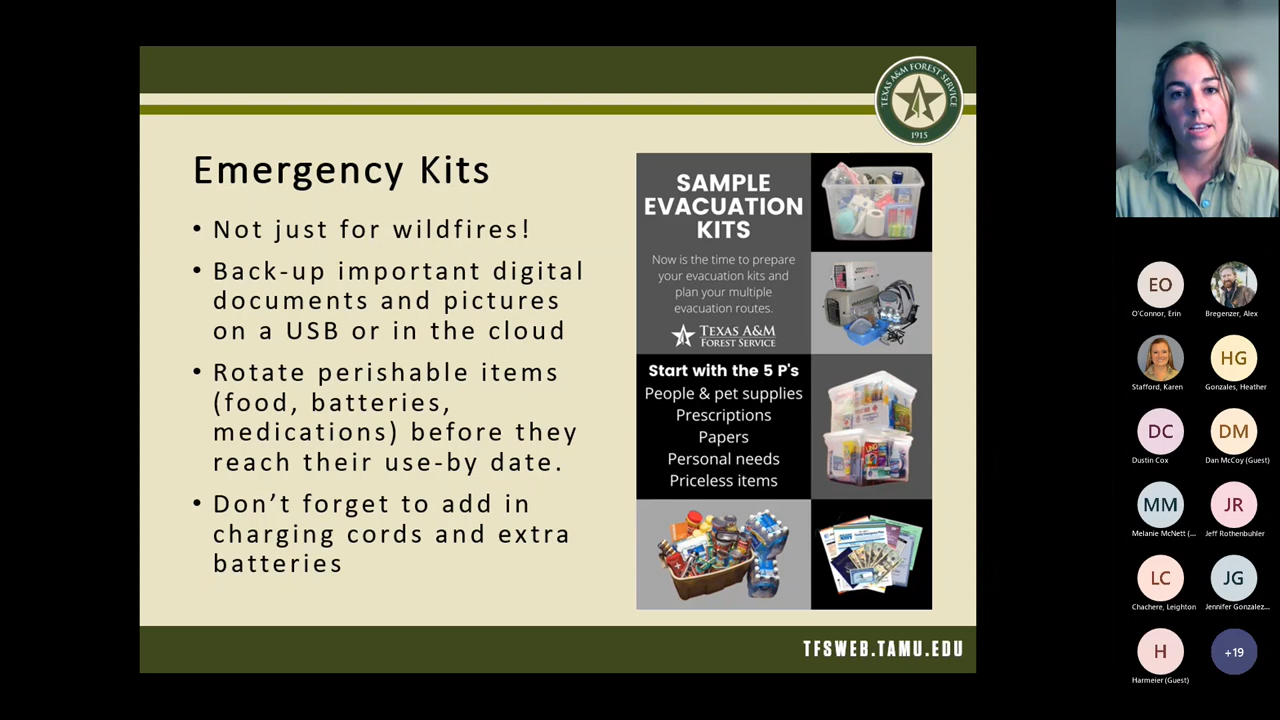 TEXAS A&M FOREST SERVICE
1915
Emergency Kits
• Not just for wildfires!
• Back-up important digital
documents and pictures
on a USB or in the cloud
• Rotate perishable items
(food, batteries,
medications) before they
reach their use-by date.
• Don’t forget to add in
charging cords and extra
batteries
SAMPLE
EVACUATION
KITS
Now is the time to prepare
your evacuation kits and
plan your multiple
evacuation routes.
TEXAS A&M
FOREST SERVICE
Start with the 5 P's
People & pet supplies
Prescriptions
Papers
Personal needs
Priceless items
TFSWEB.TAMU.EDU
EO
O'Connor, Erin
Bregenzer, Alex
Stafford, Karen
HG
Gonzales, Heather
DC
Dustin Cox
DM
Dan McCoy (Guest)
MM
Melanie McNett (...
JR
Jeff Rothenbuhler
LC
Chachere, Leighton
JG
Jennifer Gonzalez...
H
Harmeier (Guest)
+19